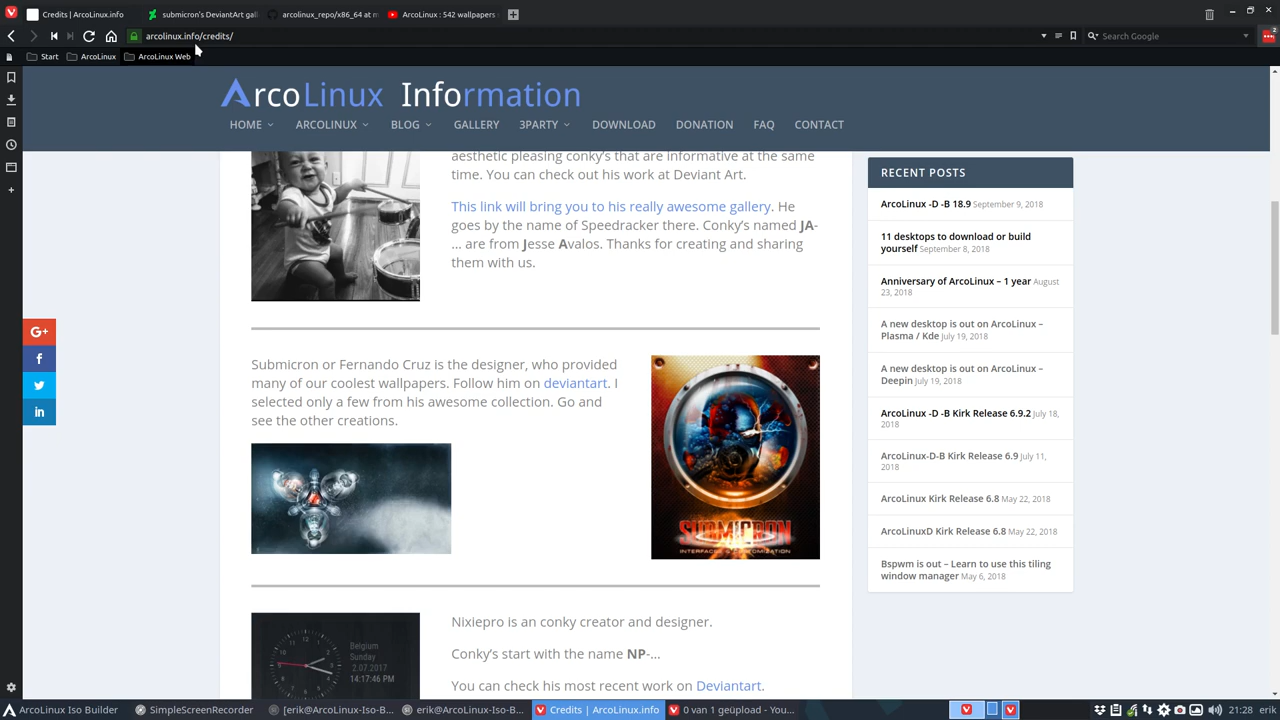 Credits | ArcoLinux.info
submicron's DeviantArt gall
arcolinux_repo/x86_64 at m
ArcoLinux : 542 wallpapers
arcolinux.info/credits/
Search Google
Start
ArcoLinux
ArcoLinux Web
ArcoLinux Information
HOME
ARCOLINUX
BLOG
GALLERY
3PARTY
DOWNLOAD
DONATION
FAQ
CONTACT
aesthetic pleasing conky's that are informative at the same
time. You can check out his work at Deviant Art.
This link will bring you to his really awesome gallery. He
goes by the name of Speedracker there. Conky's named JA-
… are from Jesse Avalos. Thanks for creating and sharing
them with us.
G+
f
in
Submicron or Fernando Cruz is the designer, who provided
many of our coolest wallpapers. Follow him on deviantart. I
selected only a few from his awesome collection. Go and
see the other creations.
SUBMICRON
INTERFACES & CUSTOMIZATION
Nixiepro is an conky creator and designer.
Conky's start with the name NP-…
You can check his most recent work on Deviantart.
Belgium
Sunday
2.07.2017
14:17:46 PM
RECENT POSTS
ArcoLinux -D -B 18.9 September 9, 2018
11 desktops to download or build
yourself September 8, 2018
Anniversary of ArcoLinux – 1 year August
23, 2018
A new desktop is out on ArcoLinux –
Plasma / Kde July 19, 2018
A new desktop is out on ArcoLinux –
Deepin July 19, 2018
ArcoLinux -D -B Kirk Release 6.9.2 July 18,
2018
ArcoLinux-D-B Kirk Release 6.9 July 11,
2018
ArcoLinux Kirk Release 6.8 May 22, 2018
ArcoLinuxD Kirk Release 6.8 May 22, 2018
Bspwm is out – Learn to use this tiling
window manager May 6, 2018
ArcoLinux Iso Builder
SimpleScreenRecorder
[erik@ArcoLinux-Iso-B...
erik@ArcoLinux-Iso-B...
Credits | ArcoLinux.info
0 van 1 geüpload - You...
21:28
erik